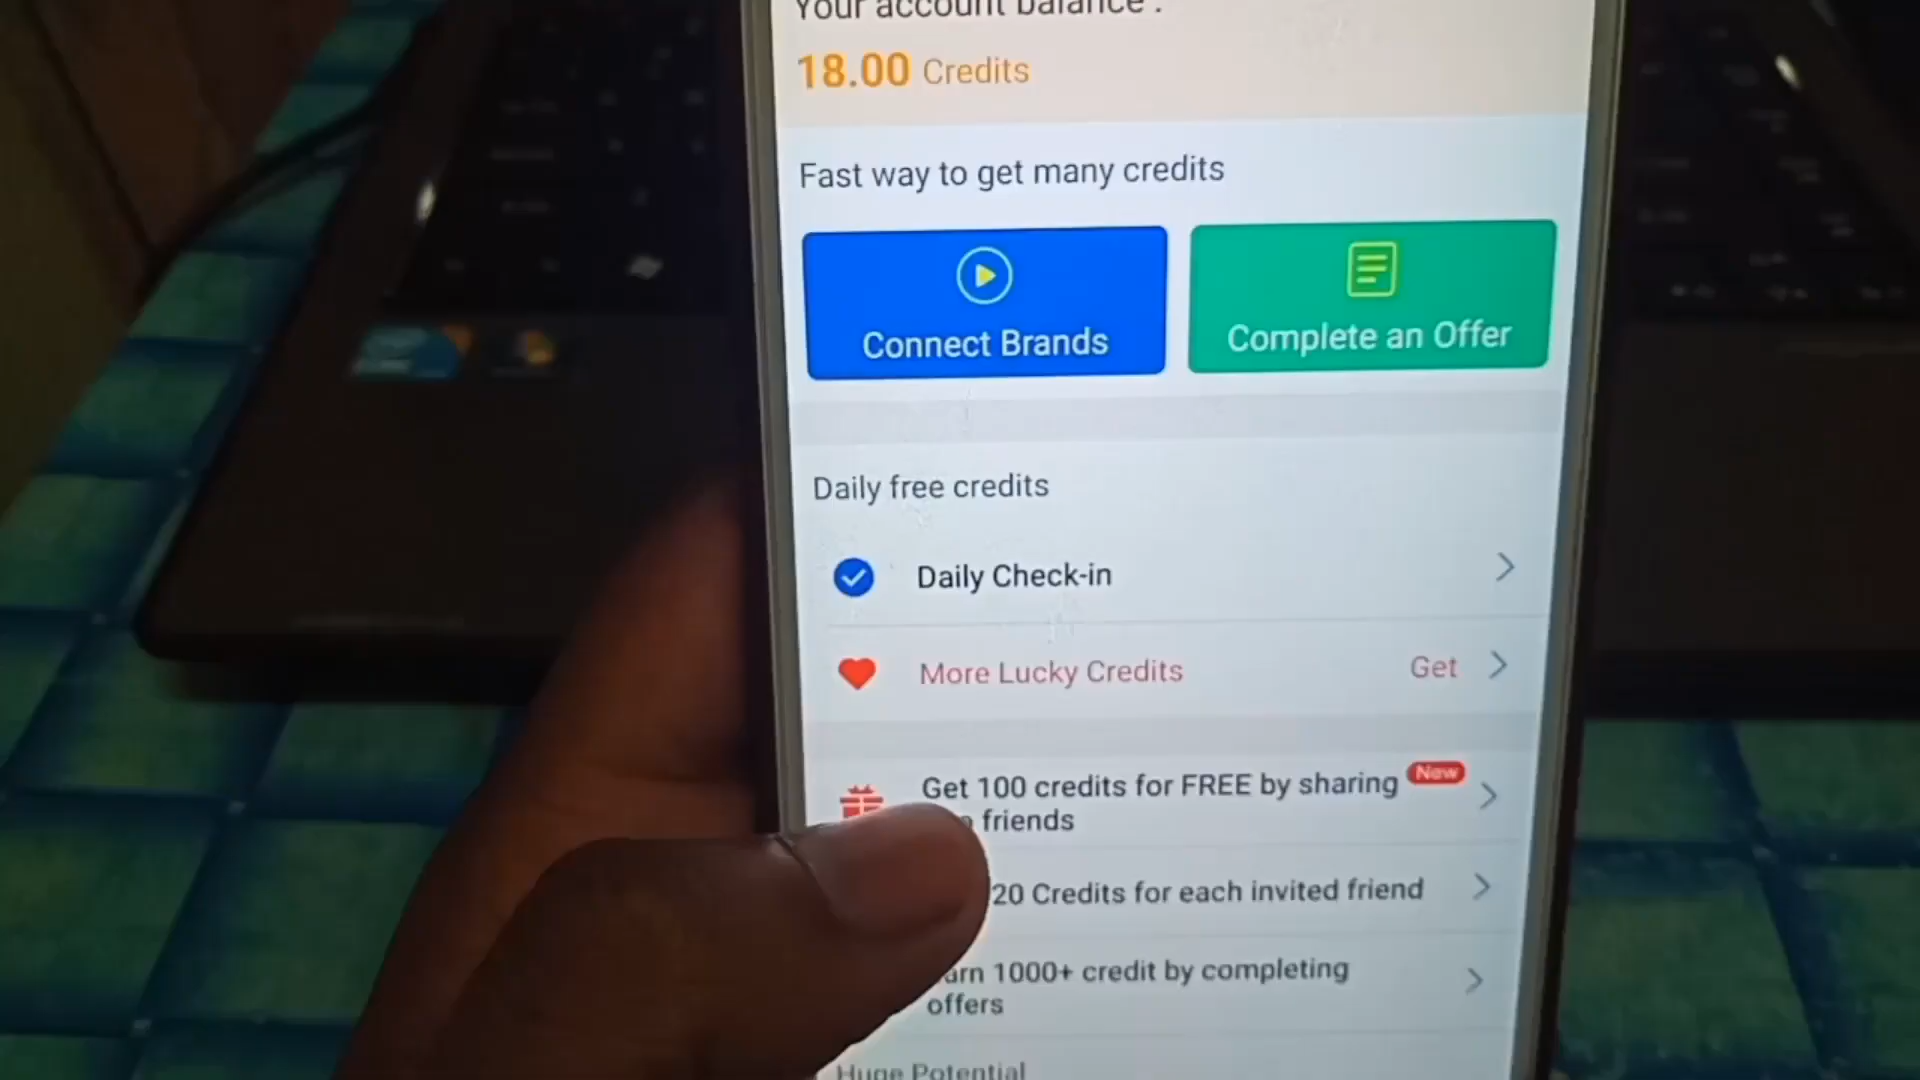 Your account balance :
18.00 Credits
Fast way to get many credits
Connect Brands
Complete an Offer
Daily free credits
Daily Check-in
More Lucky Credits
Get
Get 100 credits for FREE by sharing
New
friends
20 Credits for each invited friend
arn 1000+ credit by completing
offers
Huge Potential